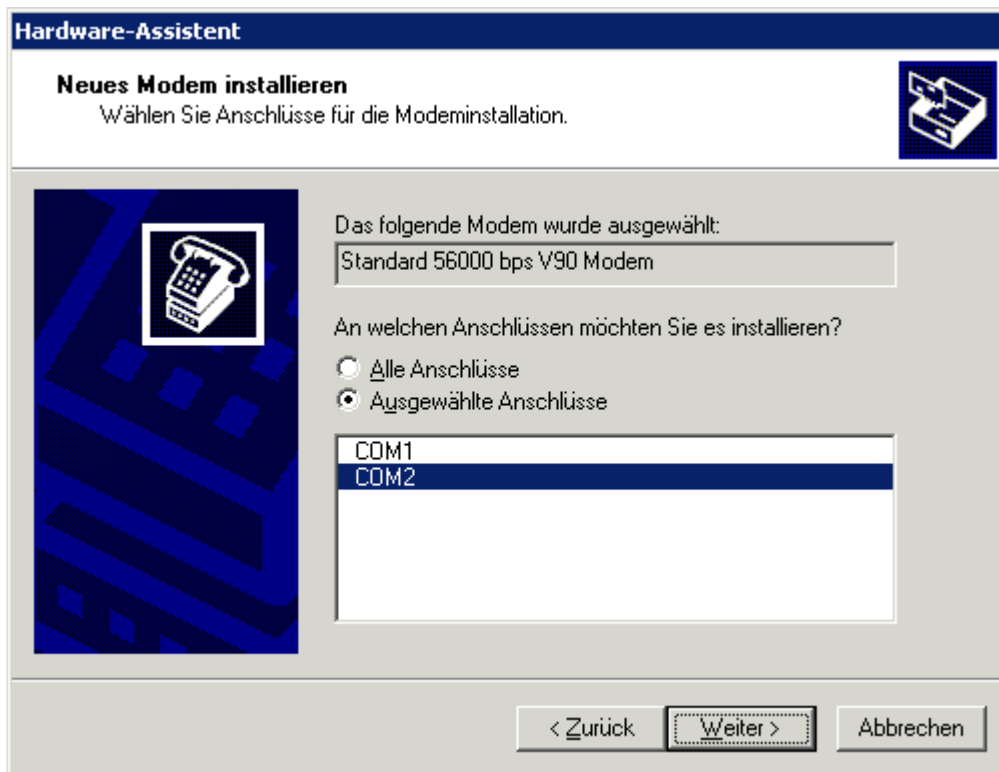 Hardware-Assistent
Neues Modem installieren
Wählen Sie Anschlüsse für die Modeminstallation.
Das folgende Modem wurde ausgewählt:
Standard 56000 bps V90 Modem
An welchen Anschlüssen möchten Sie es installieren?
Alle Anschlüsse
Ausgewählte Anschlüsse
COM1
COM2
< Zurück Weiter > Abbrechen